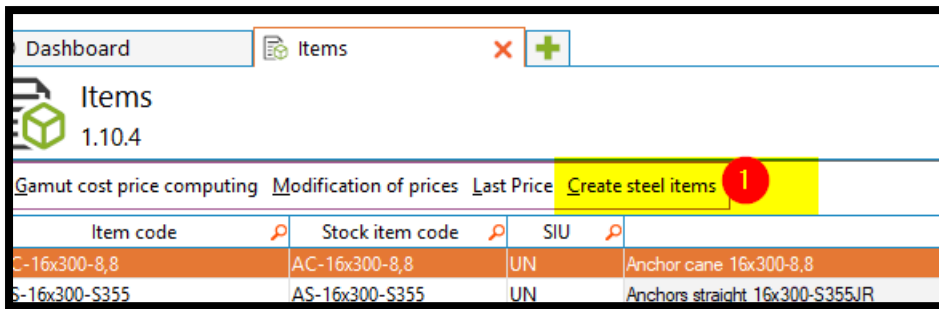 Dashboard Items
Items
1.10.4
Gamut cost price computing Modification of prices Last Price Create steel items 1
Item code Stock item code SIU
C-16x300-8,8 AC-16x300-8,8 UN Anchor cane 16x300-8,8
S-16x300-S355 AS-16x300-S355 UN Anchors straight 16x300-S355JR